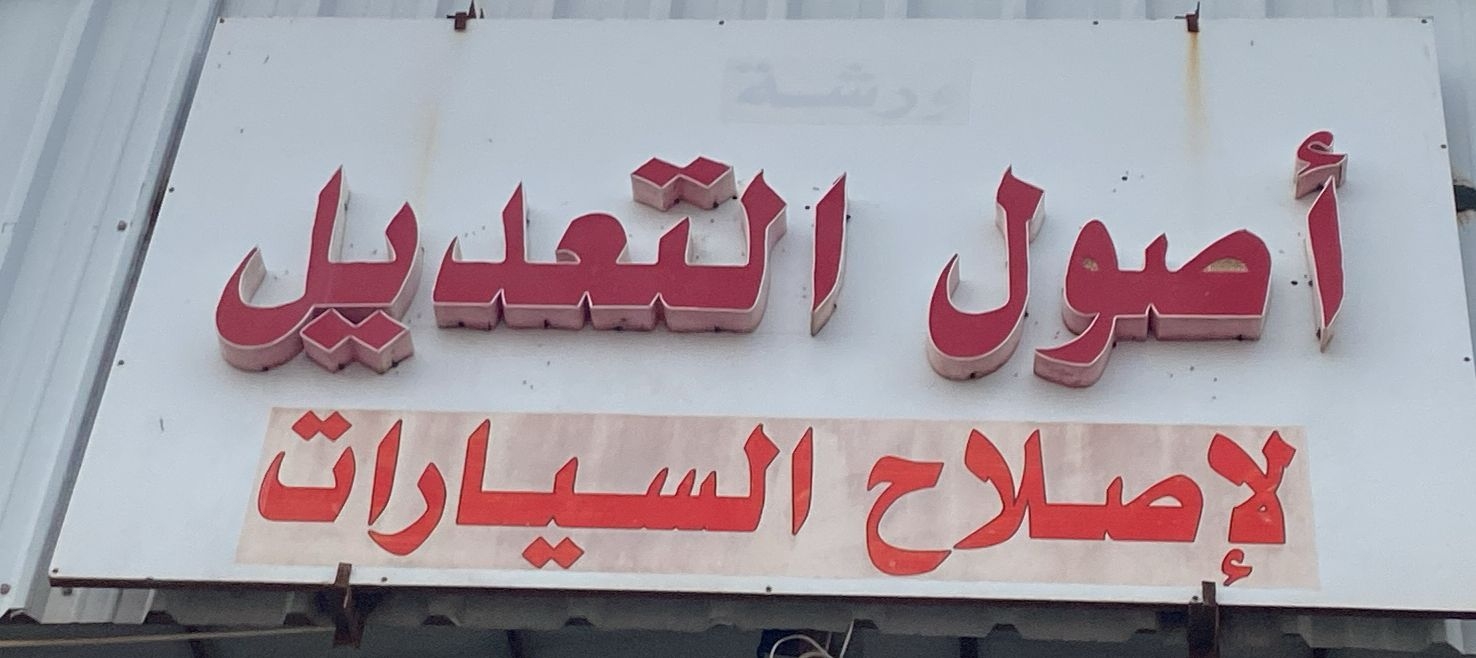 ورشة
أصول التعديل
لإصلاح السيارات